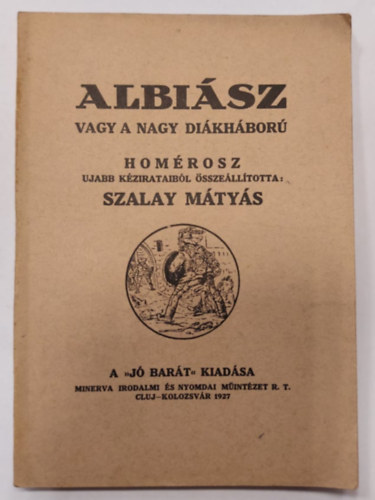 ALBIÁSZ
VAGY A NAGY DIÁKHÁBORÚ
HOMÉROSZ
UJABB KÉZIRATAIBÓL ÖSSZEÁLLÍTOTTA:
SZALAY MÁTYÁS
A »JÓ BARÁT« KIADÁSA
MINERVA IRODALMI ÉS NYOMDAI MŰINTÉZET R. T.
CLUJ–KOLOZSVÁR 1927